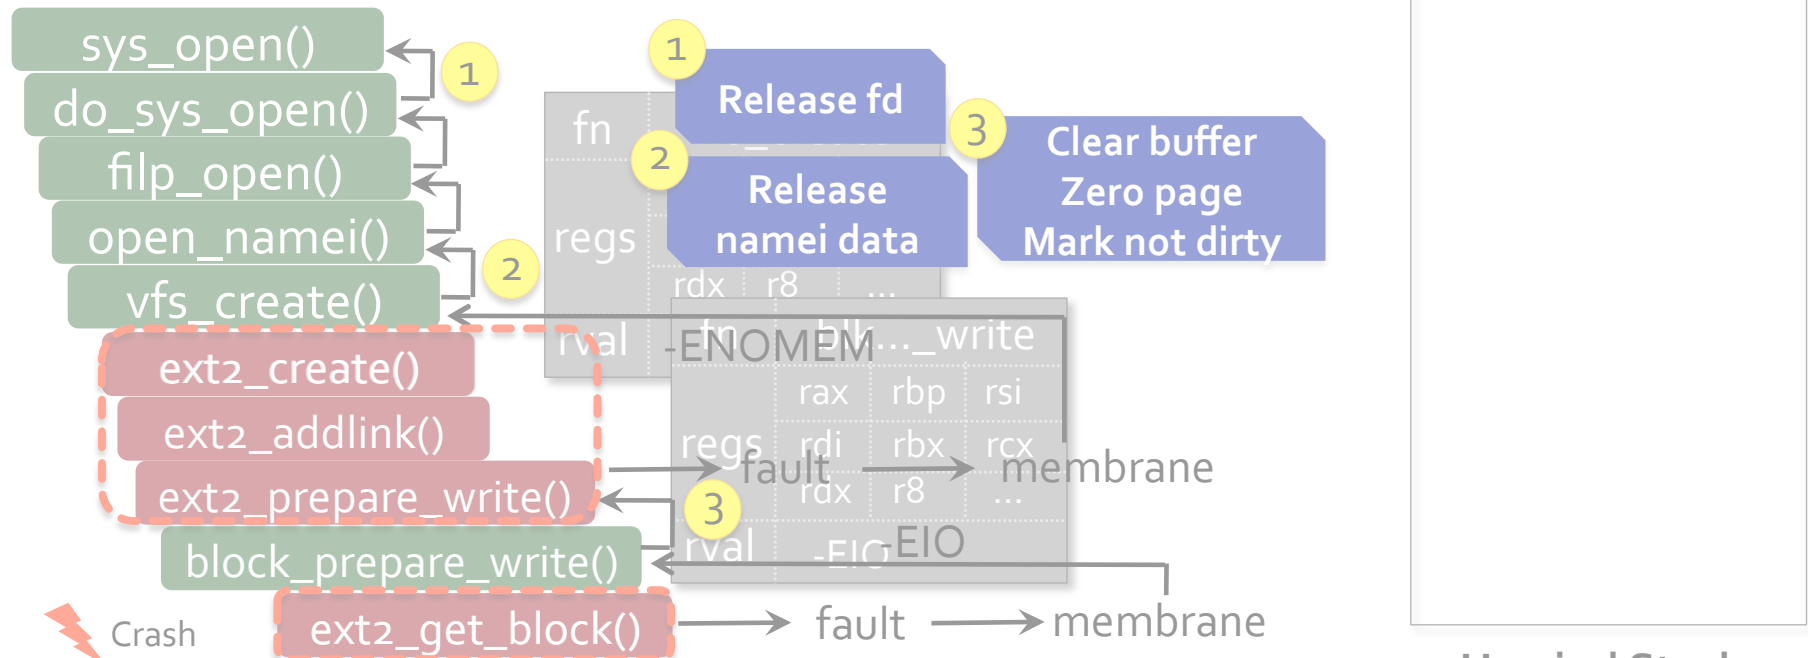 sys_open()
do_sys_open()
filp_open()
open_namei()
vfs_create()
ext2_create()
ext2_addlink()
ext2_prepare_write()
block_prepare_write()
ext2_get_block()
Crash
1
2
3
fn
regs
rdx r8 ...
rval
-ENOMEM
1
Release fd
2
Release
namei data
3
Clear buffer
Zero page
Mark not dirty
fn blk..._write
rax rbp rsi
regs rdi rbx rcx
rdx r8 ...
rval -EIO
-EIO
fault membrane
fault membrane